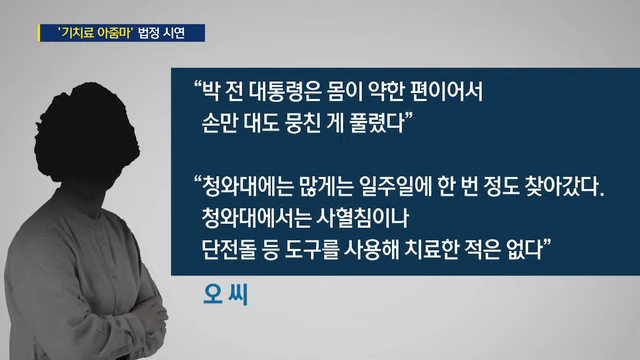 '기치료 아줌마' 법정 시연
“박 전 대통령은 몸이 약한 편이어서
손만 대도 뭉친 게 풀렸다”
“청와대에는 많게는 일주일에 한 번 정도 찾아갔다.
청와대에서는 사혈침이나
단전돌 등 도구를 사용해 치료한 적은 없다”
오 씨